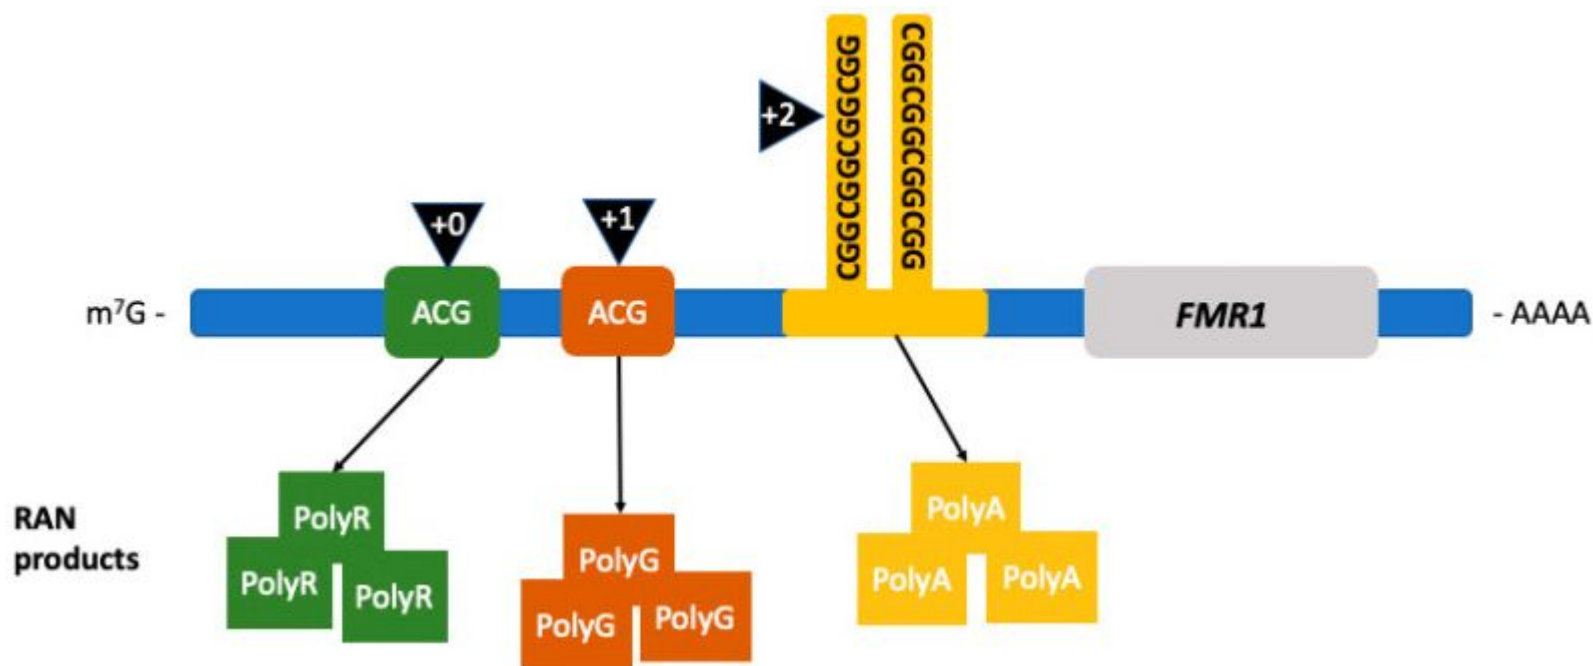 +2
CGGCGGCGGCGG
CGGCGGCGGCGG
+0
+1
m⁷G -
ACG
ACG
FMR1
- AAAA
RAN
products
PolyR
PolyR
PolyR
PolyG
PolyG
PolyG
PolyA
PolyA
PolyA